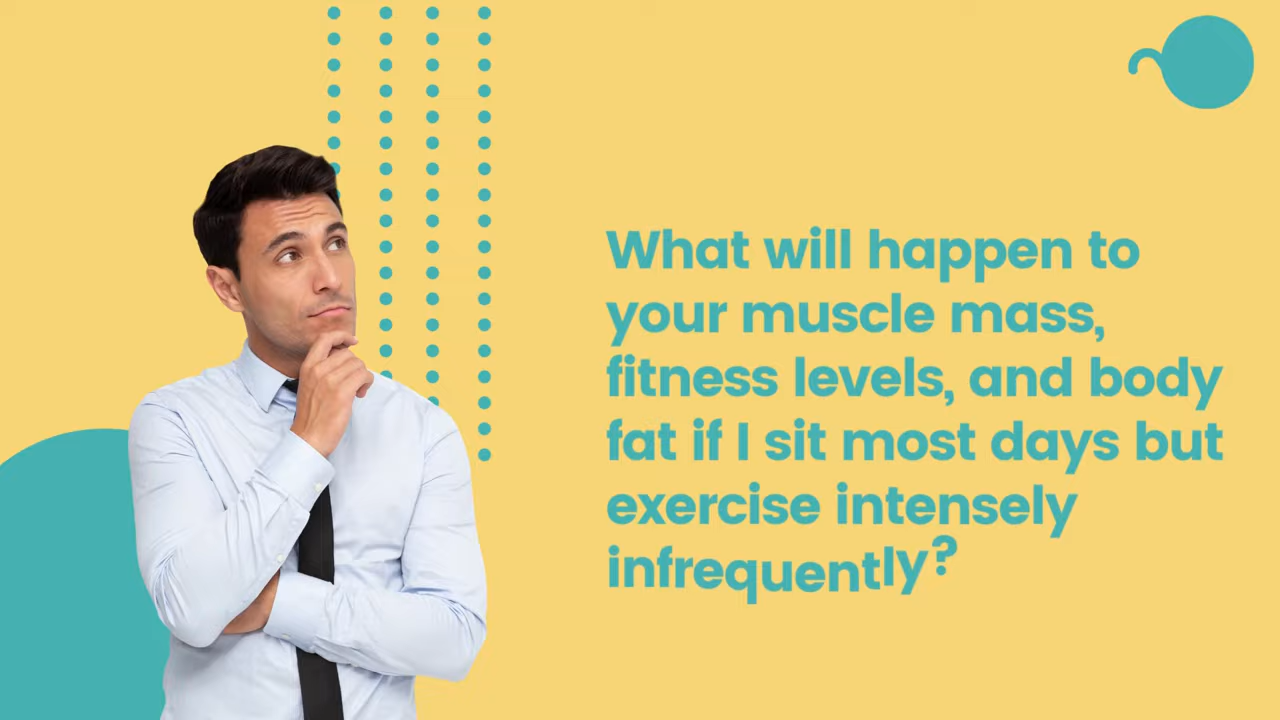 What will happen to
your muscle mass,
fitness levels, and body
fat if I sit most days but
exercise intensely
infrequently?